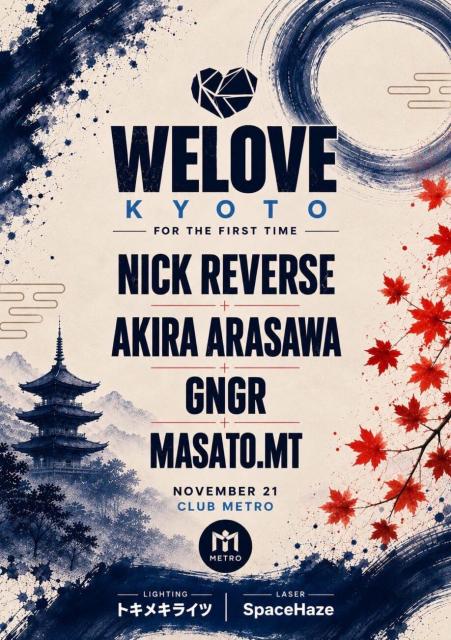 WELOVE
KYOTO
FOR THE FIRST TIME
NICK REVERSE
+
AKIRA ARASAWA
+
GNGR
+
MASATO.MT
NOVEMBER 21
CLUB METRO
METRO
LIGHTING
トキメキライツ
LASER
SpaceHaze